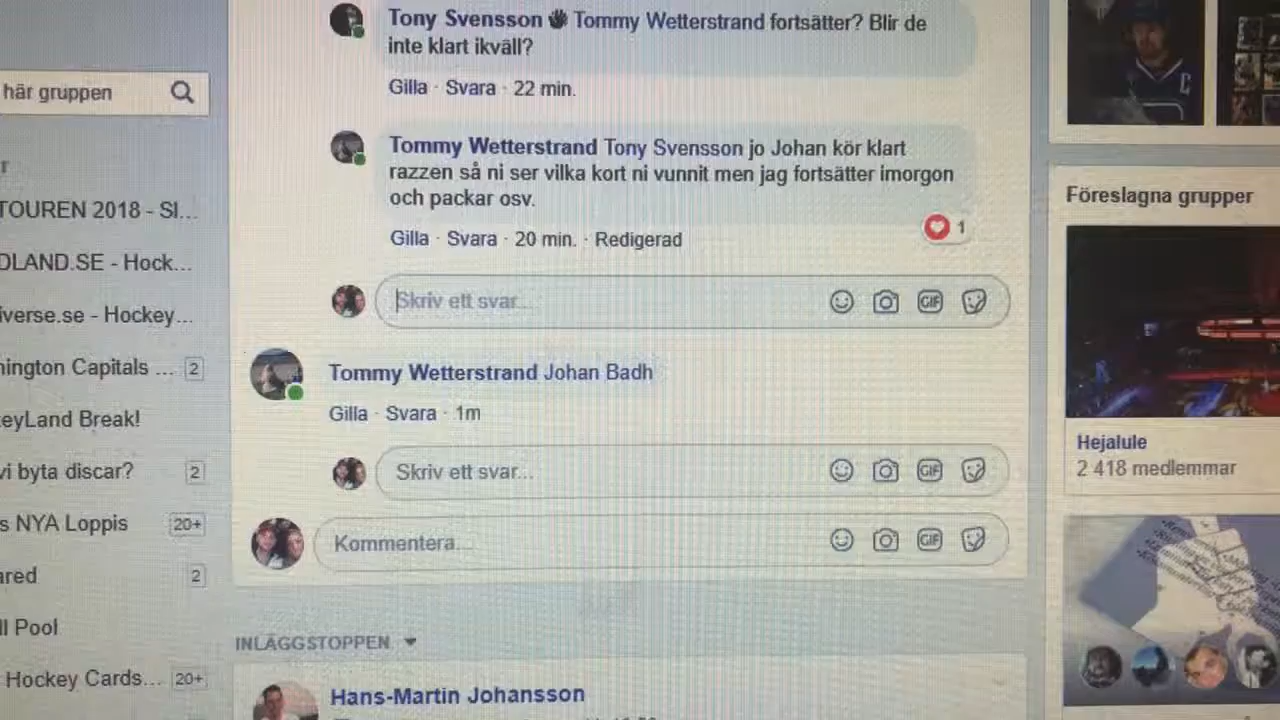 Tony Svensson Tommy Wetterstrand fortsätter? Blir de
inte klart ikväll?
Gilla · Svara · 22 min.
här gruppen
Tommy Wetterstrand Tony Svensson jo Johan kör klart
razzen så ni ser vilka kort ni vunnit men jag fortsätter imorgon
och packar osv.
1
Gilla · Svara · 20 min. · Redigerad
Skriv ett svar...
Tommy Wetterstrand Johan Badh
Gilla · Svara · 1m
Skriv ett svar...
Kommentera...
INLÄGGSTOPPEN
Hans-Martin Johansson
r
TOUREN 2018 - SI...
DLAND.SE - Hock...
iverse.se - Hockey...
nington Capitals ... 2
eyLand Break!
vi byta discar? 2
s NYA Loppis 20+
ared 2
ll Pool
Hockey Cards... 20+
C
Föreslagna grupper
Hejalule
2 418 medlemmar
GIF
GIF
GIF